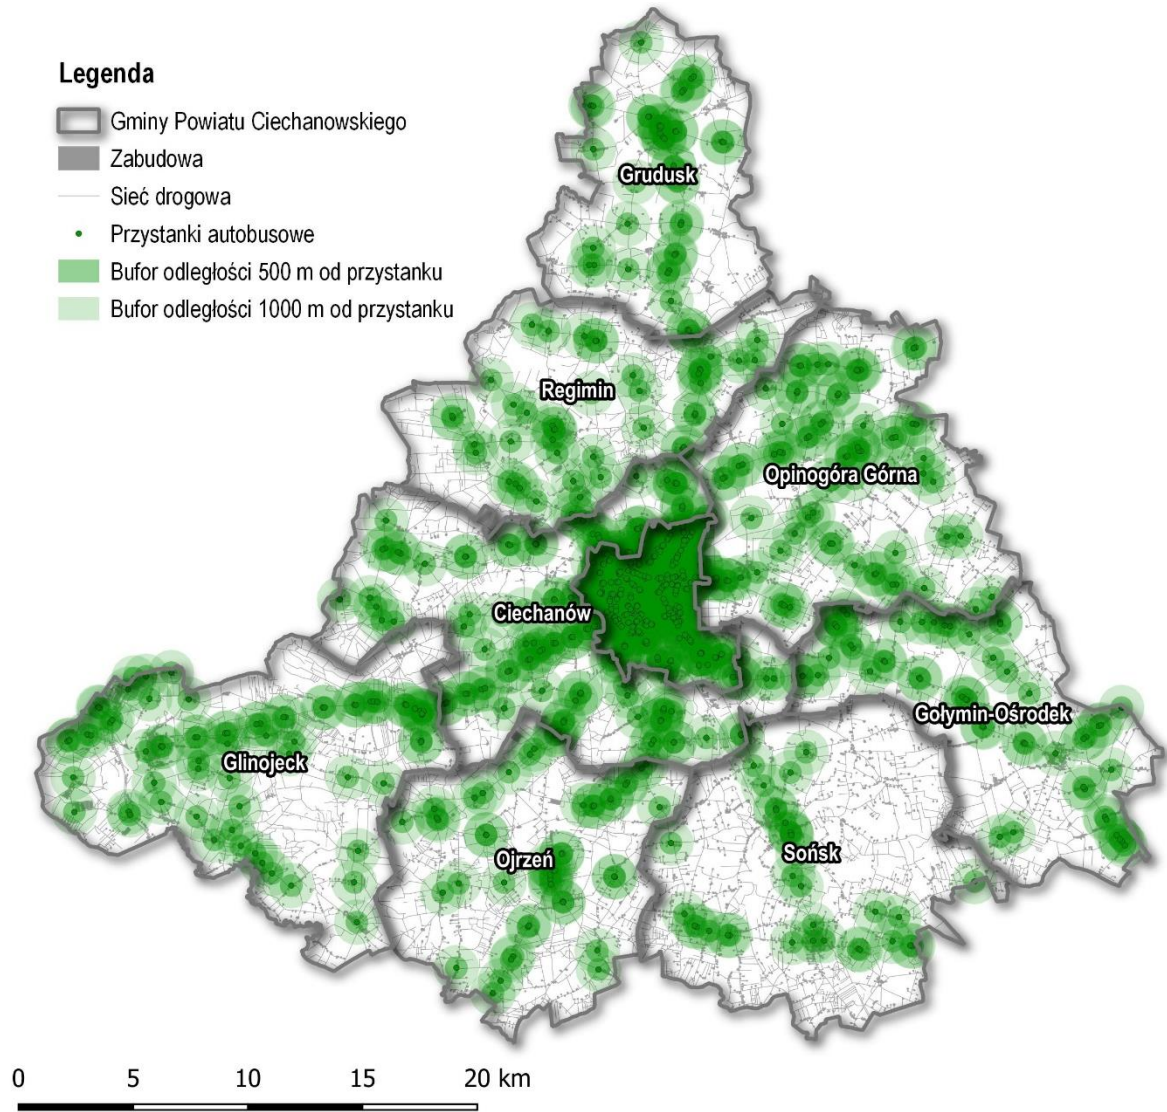 Legenda
Gminy Powiatu Ciechanowskiego
Zabudowa
Sieć drogowa
Przystanki autobusowe
Bufor odległości 500 m od przystanku
Bufor odległości 1000 m od przystanku
Grudusk
Regimin
Opinogóra Górna
Ciechanów
Gołymin-Ośrodek
Glinojeck
Ojrzeń
Sońsk
0 5 10 15 20 km